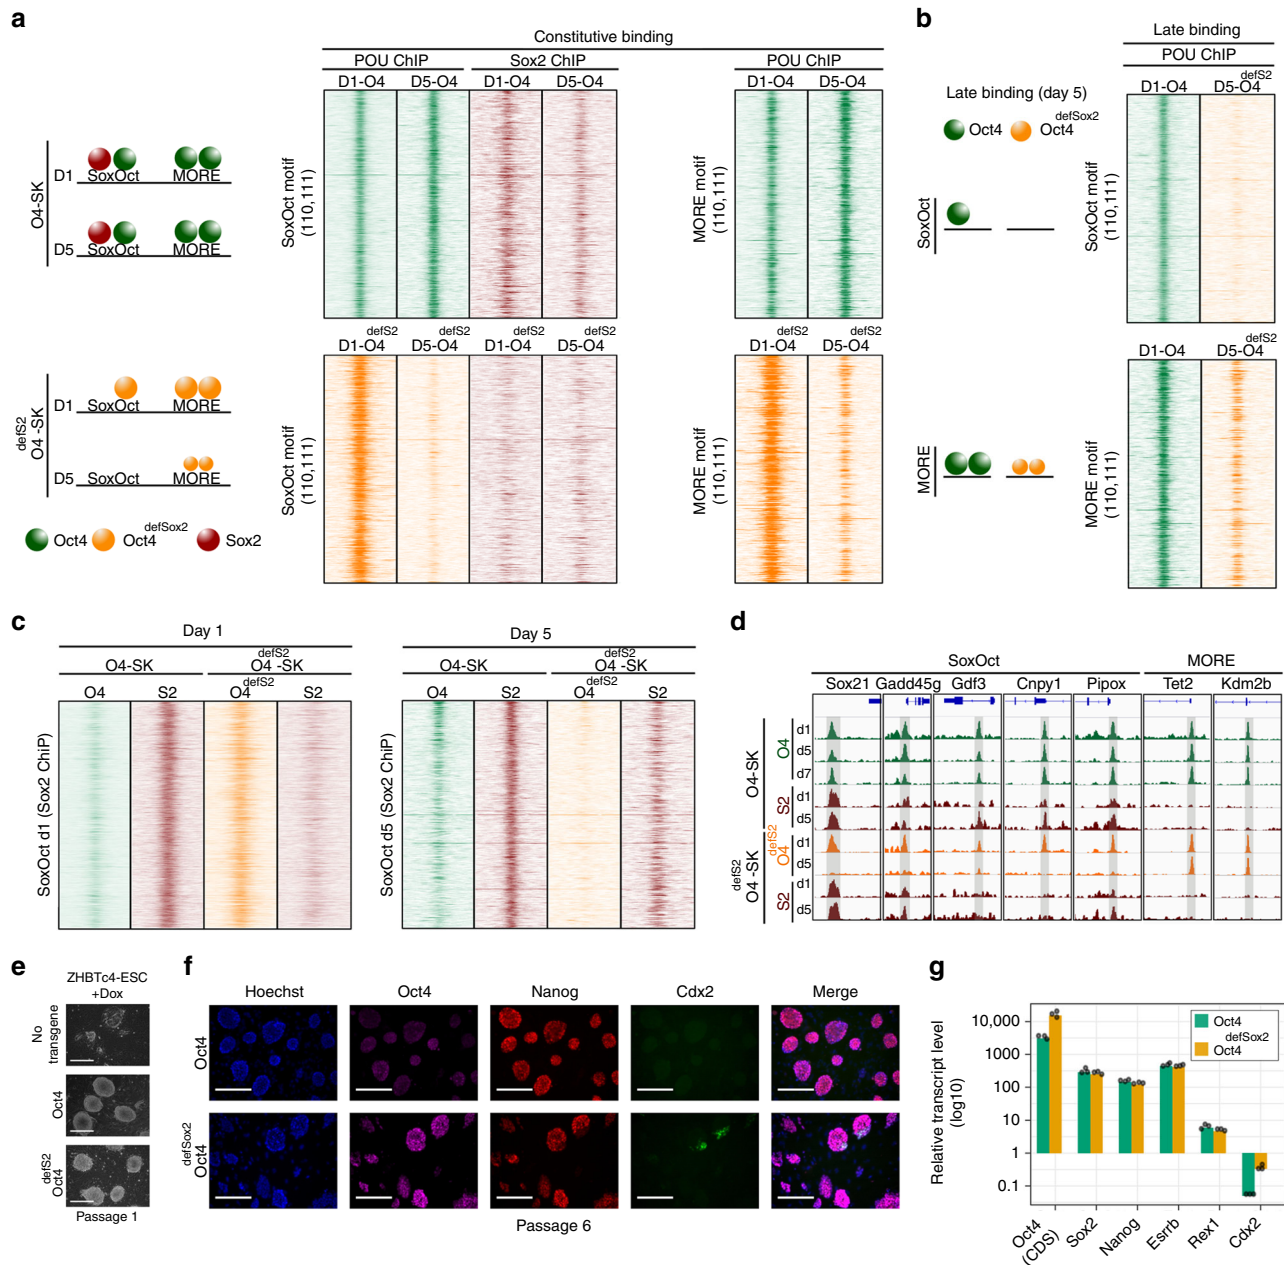 a
Constitutive binding
POU ChIP
Sox2 ChIP
POU ChIP
D1-O4
D5-O4
D1-O4
D5-O4
D1-O4
D5-O4
O4-SK
D1
SoxOct
MORE
D5
SoxOct
MORE
SoxOct motif
(110,111)
MORE motif
(110,111)
defS2
D1-O4
defS2
D5-O4
defS2
D1-O4
defS2
D5-O4
defS2
D1-O4
defS2
D5-O4
defS2
O4-SK
D1
SoxOct
MORE
D5
SoxOct
MORE
SoxOct motif
(110,111)
MORE motif
(110,111)
Oct4
defSox2
Oct4
Sox2
b
Late binding
POU ChIP
defS2
D1-O4
D5-O4
Late binding (day 5)
Oct4
defSox2
Oct4
SoxOct
SoxOct motif
(110,111)
defS2
D1-O4
D5-O4
MORE
MORE motif
(110,111)
c
Day 1
defS2
O4-SK
O4 -SK
defS2
O4
S2
O4
S2
SoxOct d1 (Sox2 ChiP)
Day 5
defS2
O4-SK
O4 -SK
defS2
O4
S2
O4
S2
SoxOct d5 (Sox2 ChiP)
d
SoxOct
MORE
Sox21
Gadd45g
Gdf3
Cnpy1
Pipox
Tet2
Kdm2b
O4-SK
O4
d1
d5
d7
S2
d1
d5
defS2
O4 -SK
defS2
O4
d1
d5
S2
d1
d5
e
ZHBTc4-ESC
+Dox
No
transgene
Oct4
defS2
Oct4
Passage 1
f
Hoechst
Oct4
Nanog
Cdx2
Merge
Oct4
defSox2
Oct4
Passage 6
g
Relative transcript level
(log10)
10,000
1000
100
10
1
0.1
Oct4
defSox2
Oct4
Oct4
(CDS)
Sox2
Nanog
Esrrb
Rex1
Cdx2